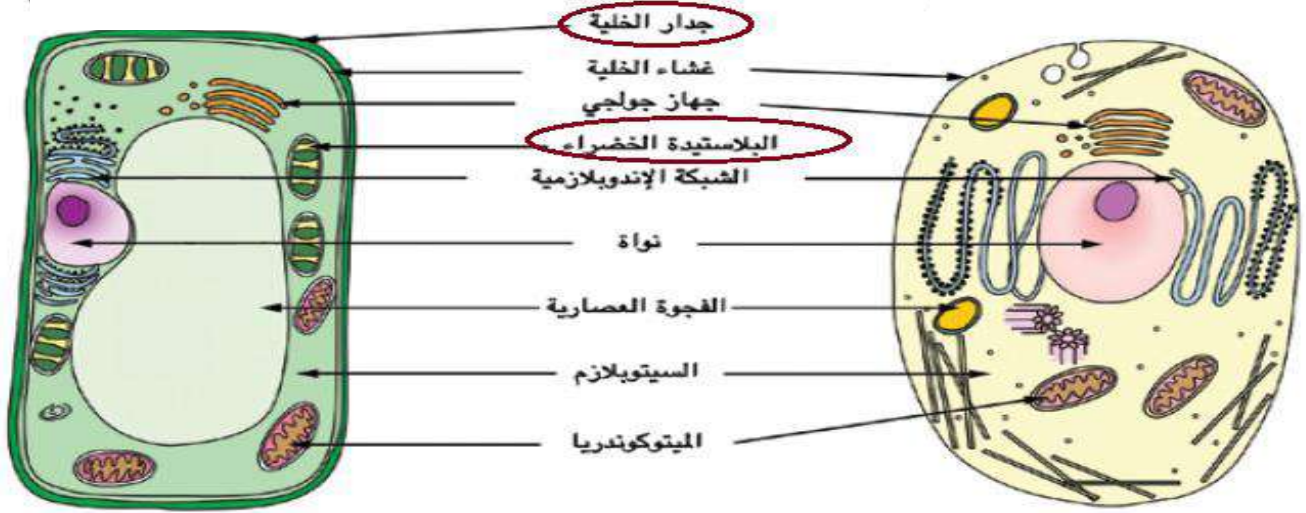 جدار الخلية
غشاء الخلية
جهاز جولجي
البلاستيدة الخضراء
الشبكة الإندوبلازمية
نواة
الفجوة العصارية
السيتوبلازم
الميتوكوندريا